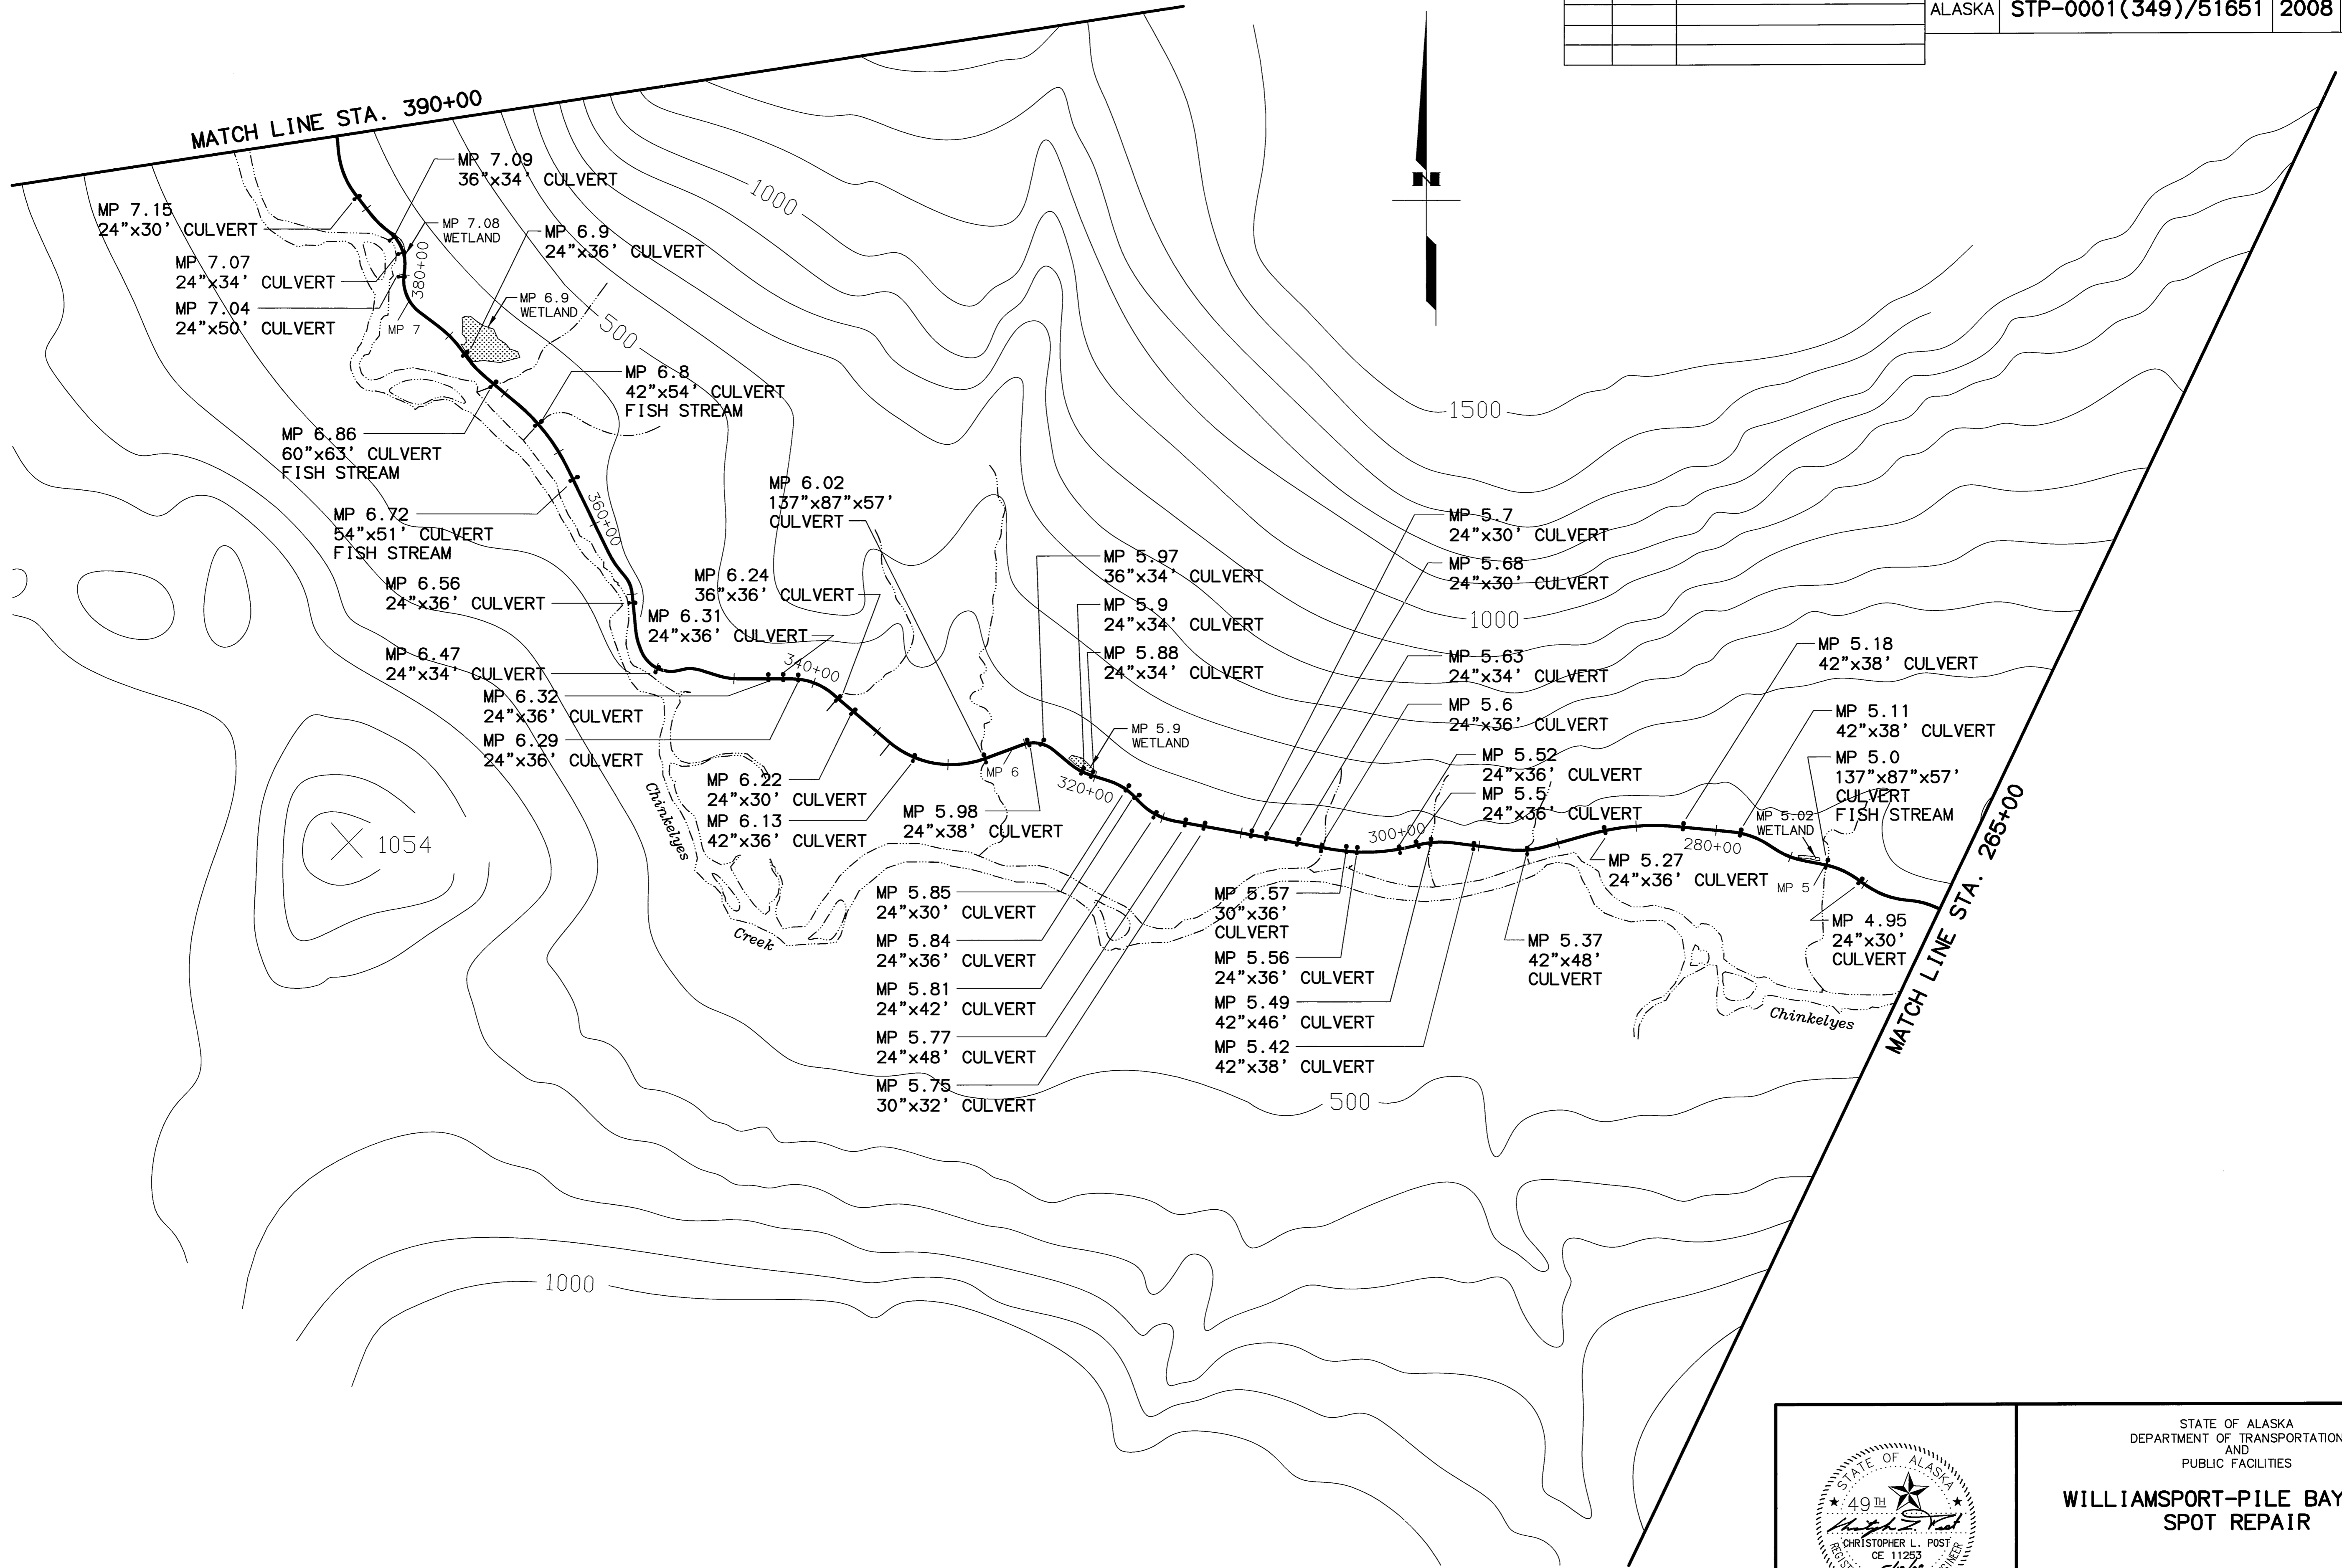 ALASKA STP-0001(349)/51651 2008
MATCH LINE STA. 390+00
MP 7.09
36"x34' CULVERT
MP 7.15
24"x30' CULVERT
MP 7.08
WETLAND
MP 6.9
24"x36' CULVERT
MP 7.07
24"x34' CULVERT
MP 7.04
24"x50' CULVERT
380+00
MP 7
MP 6.9
WETLAND
1000
500
1500
MP 6.8
42"x54' CULVERT
FISH STREAM
MP 6.86
60"x63' CULVERT
FISH STREAM
MP 6.72
54"x51' CULVERT
FISH STREAM
360+00
MP 6.56
24"x36' CULVERT
MP 6.02
137"x87"x57'
CULVERT
MP 6.24
36"x36' CULVERT
MP 6.31
24"x36' CULVERT
340+00
MP 6.47
24"x34' CULVERT
MP 6.32
24"x36' CULVERT
MP 6.29
24"x36' CULVERT
MP 6.22
24"x30' CULVERT
MP 6.13
42"x36' CULVERT
MP 5.97
36"x34' CULVERT
MP 5.9
24"x34' CULVERT
MP 5.88
24"x34' CULVERT
MP 5.9
WETLAND
MP 6
320+00
MP 5.98
24"x38' CULVERT
MP 5.7
24"x30' CULVERT
MP 5.68
24"x30' CULVERT
1000
MP 5.63
24"x34' CULVERT
MP 5.6
24"x36' CULVERT
MP 5.52
24"x36' CULVERT
MP 5.5
24"x36' CULVERT
300+00
MP 5.18
42"x38' CULVERT
MP 5.11
42"x38' CULVERT
MP 5.0
137"x87"x57'
CULVERT
FISH STREAM
MP 5.02
WETLAND
280+00
MP 5.27
24"x36' CULVERT
MP 5
MP 4.95
24"x30'
CULVERT
MATCH LINE STA. 265+00
1054
Chinkelyes
Creek
MP 5.85
24"x30' CULVERT
MP 5.84
24"x36' CULVERT
MP 5.81
24"x42' CULVERT
MP 5.77
24"x48' CULVERT
MP 5.75
30"x32' CULVERT
MP 5.57
30"x36'
CULVERT
MP 5.56
24"x36' CULVERT
MP 5.49
42"x46' CULVERT
MP 5.42
42"x38' CULVERT
MP 5.37
42"x48'
CULVERT
Chinkelyes
500
1000
STATE OF ALASKA
DEPARTMENT OF TRANSPORTATION
AND
PUBLIC FACILITIES
WILLIAMSPORT-PILE BAY
SPOT REPAIR
STATE OF ALASKA
49TH
CHRISTOPHER L. POST
CE 11253